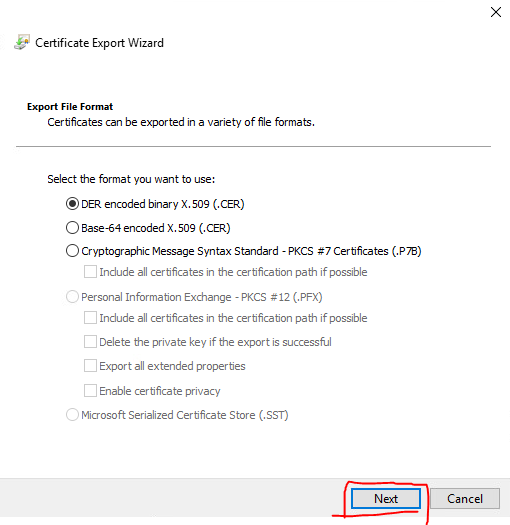 Certificate Export Wizard
Export File Format
Certificates can be exported in a variety of file formats.
Select the format you want to use:
DER encoded binary X.509 (.CER)
Base-64 encoded X.509 (.CER)
Cryptographic Message Syntax Standard - PKCS #7 Certificates (.P7B)
Include all certificates in the certification path if possible
Personal Information Exchange - PKCS #12 (.PFX)
Include all certificates in the certification path if possible
Delete the private key if the export is successful
Export all extended properties
Enable certificate privacy
Microsoft Serialized Certificate Store (.SST)
Next Cancel